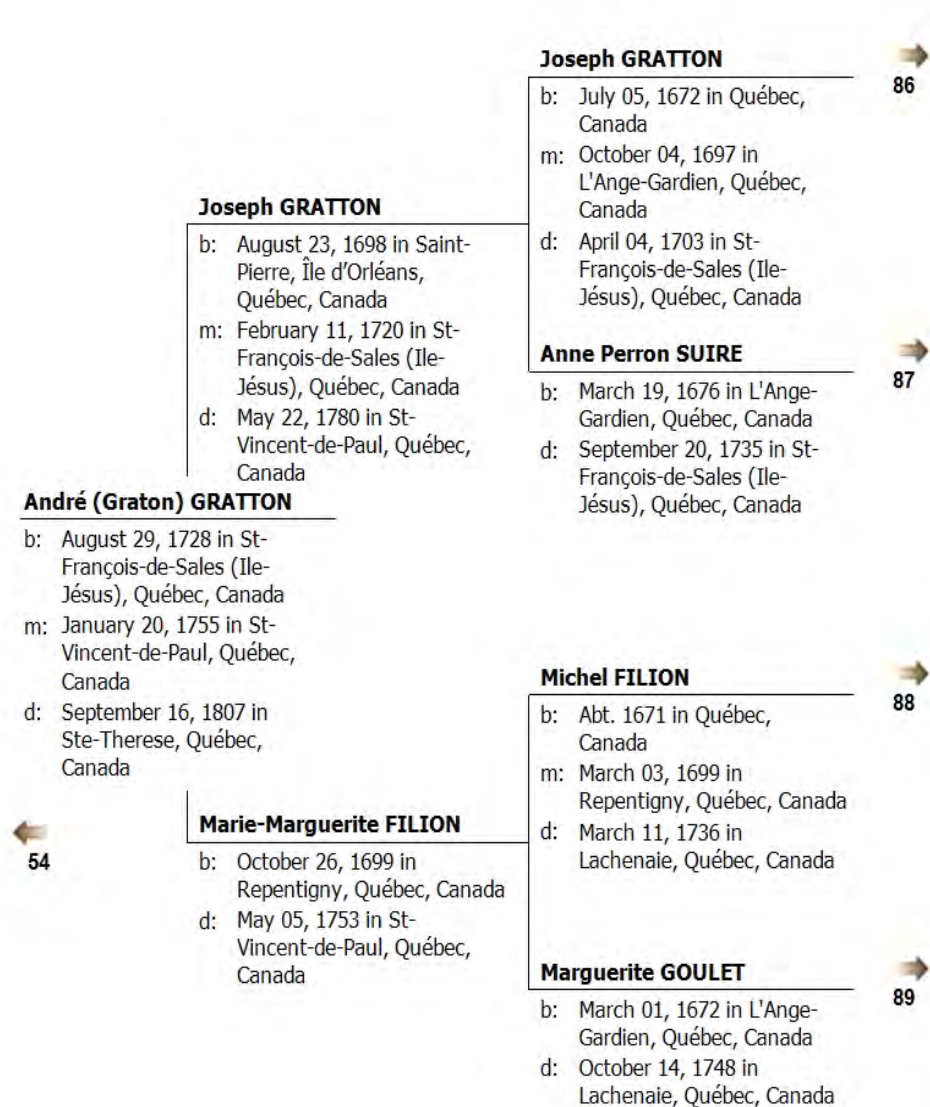 Joseph GRATTON
86
b: July 05, 1672 in Québec,
Canada
m: October 04, 1697 in
L'Ange-Gardien, Québec,
Canada
d: April 04, 1703 in St-
François-de-Sales (Ile-
Jésus), Québec, Canada
Joseph GRATTON
b: August 23, 1698 in Saint-
Pierre, Île d'Orléans,
Québec, Canada
m: February 11, 1720 in St-
François-de-Sales (Ile-
Jésus), Québec, Canada
d: May 22, 1780 in St-
Vincent-de-Paul, Québec,
Canada
Anne Perron SUIRE
87
b: March 19, 1676 in L'Ange-
Gardien, Québec, Canada
d: September 20, 1735 in St-
François-de-Sales (Ile-
Jésus), Québec, Canada
André (Graton) GRATTON
b: August 29, 1728 in St-
François-de-Sales (Ile-
Jésus), Québec, Canada
m: January 20, 1755 in St-
Vincent-de-Paul, Québec,
Canada
d: September 16, 1807 in
Ste-Therese, Québec,
Canada
54
Michel FILION
88
b: Abt. 1671 in Québec,
Canada
m: March 03, 1699 in
Repentigny, Québec, Canada
d: March 11, 1736 in
Lachenaie, Québec, Canada
Marie-Marguerite FILION
b: October 26, 1699 in
Repentigny, Québec, Canada
d: May 05, 1753 in St-
Vincent-de-Paul, Québec,
Canada
Marguerite GOULET
89
b: March 01, 1672 in L'Ange-
Gardien, Québec, Canada
d: October 14, 1748 in
Lachenaie, Québec, Canada